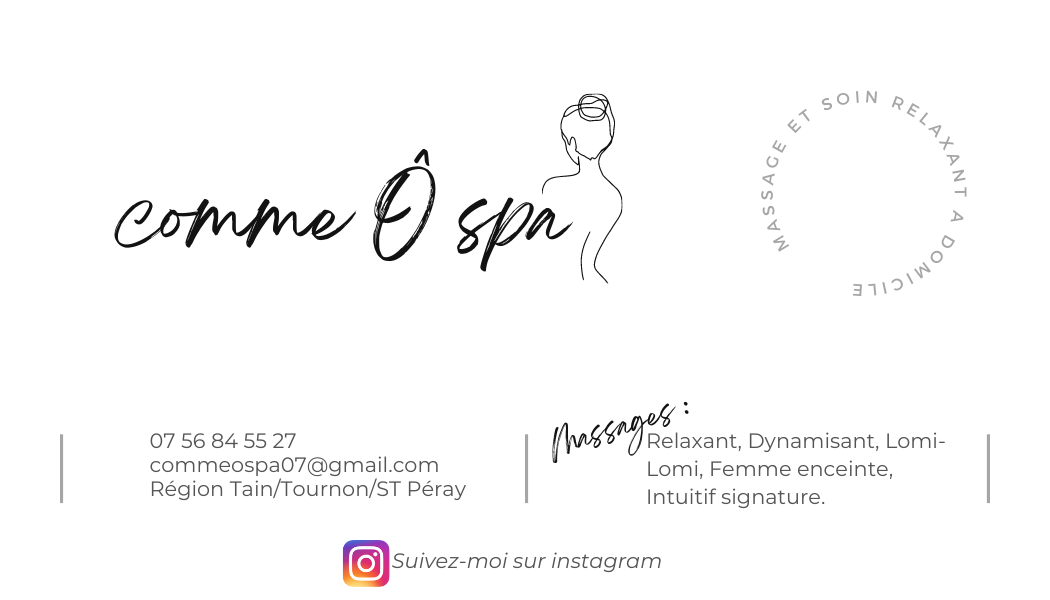 comme Ô spa
MASSAGE ET SOIN RELAXANT A DOMICILE
07 56 84 55 27
commeospa07@gmail.com
Région Tain/Tournon/ST Péray
Massages :
Relaxant, Dynamisant, Lomi-
Lomi, Femme enceinte,
Intuitif signature.
Suivez-moi sur instagram